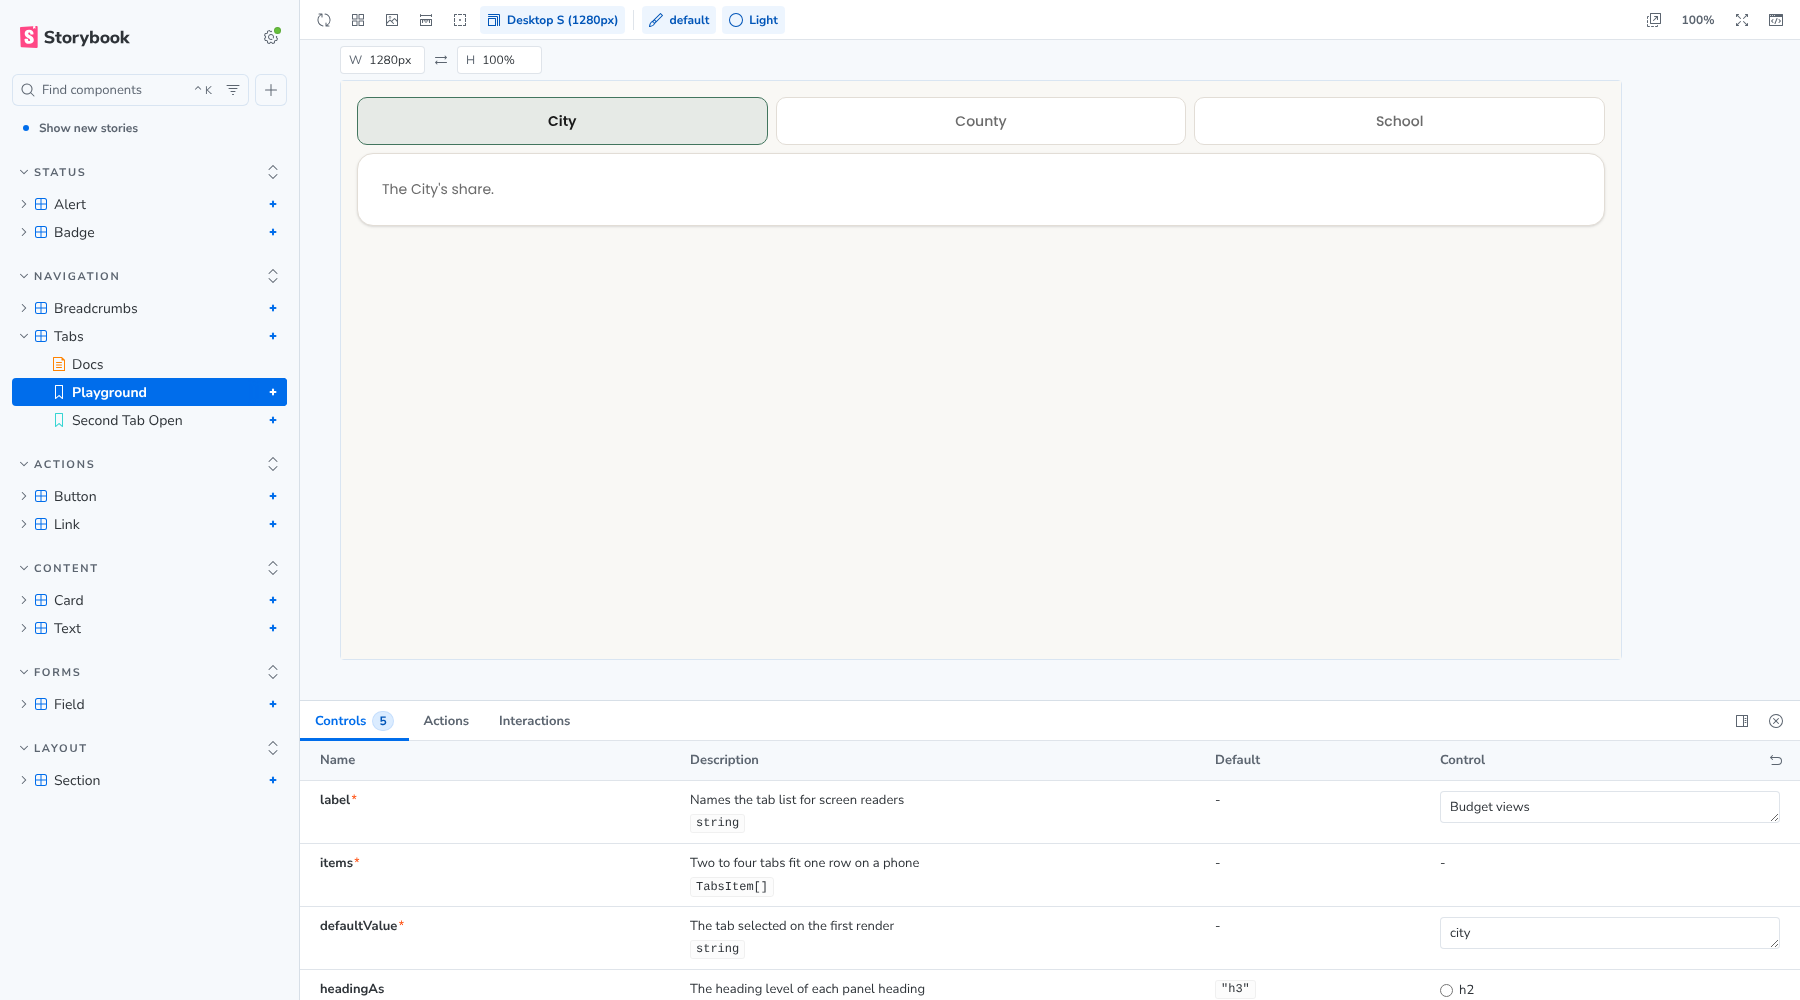 Storybook
Find components
^ K
Show new stories
STATUS
Alert
Badge
NAVIGATION
Breadcrumbs
Tabs
Docs
Playground
Second Tab Open
ACTIONS
Button
Link
CONTENT
Card
Text
FORMS
Field
LAYOUT
Section
Desktop S (1280px)
default
Light
100%
W 1280px
H 100%
City
County
School
The City's share.
Controls 5
Actions
Interactions
Name Description Default Control
label* Names the tab list for screen readers - Budget views
string
items* Two to four tabs fit one row on a phone - -
TabsItem[]
defaultValue* The tab selected on the first render - city
string
headingAs The heading level of each panel heading "h3" h2